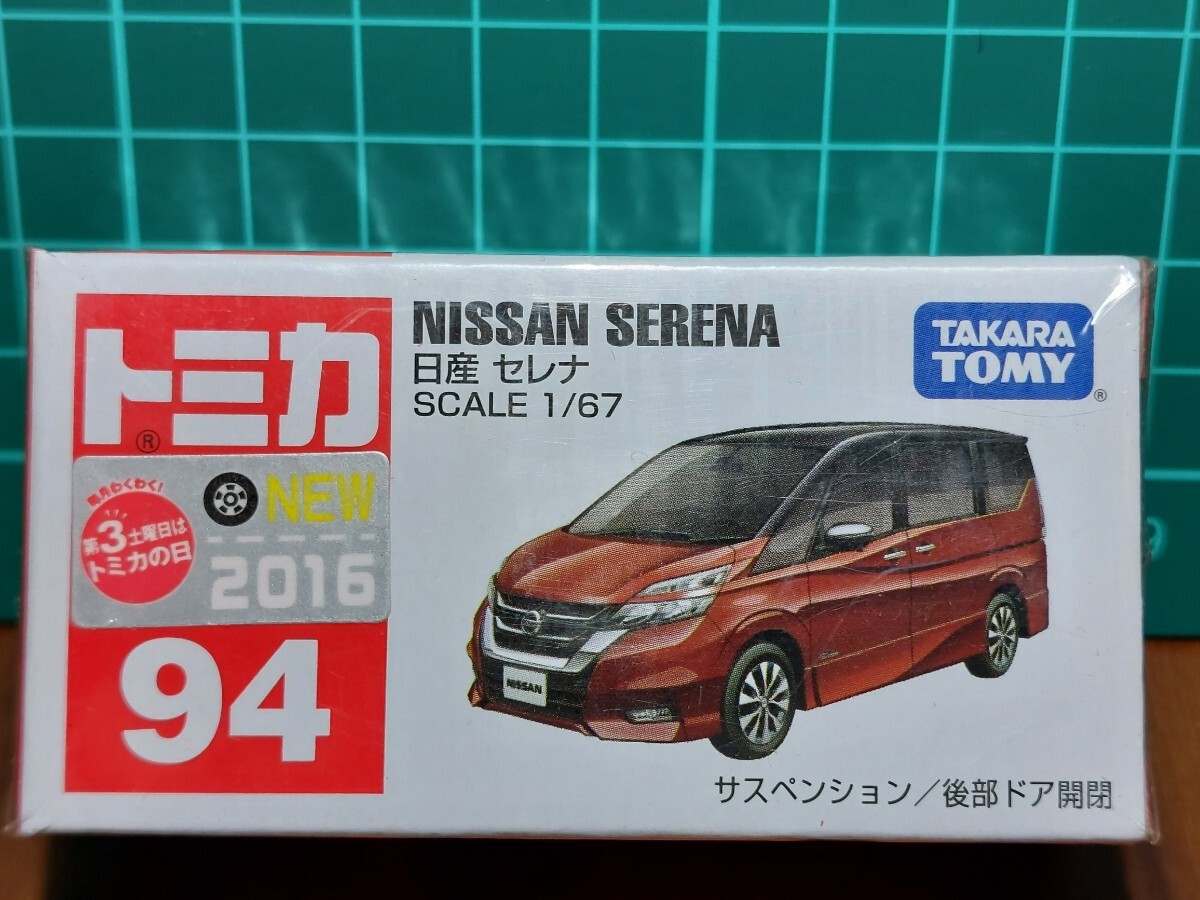 トミカ
®
毎月わくわく!
第3土曜日は
トミカの日
NEW
2016
94
NISSAN SERENA
日産 セレナ
SCALE 1/67
TAKARA
TOMY
®
NISSAN
サスペンション/後部ドア開閉